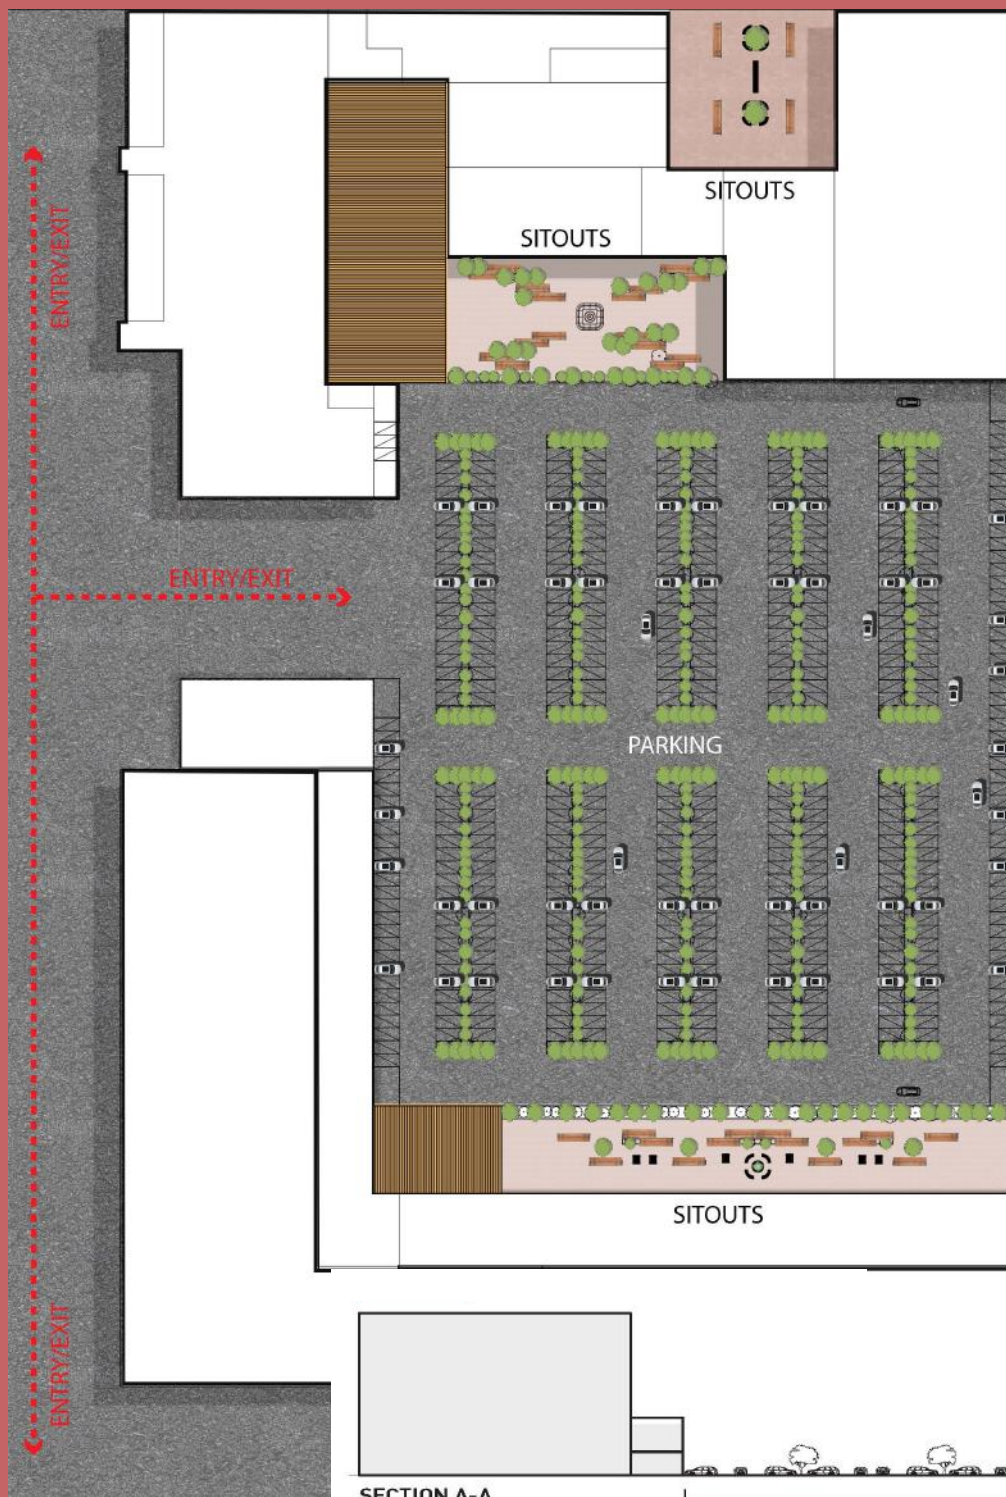 SITOUTS
SITOUTS
ENTRY/EXIT
ENTRY/EXIT
PARKING
SITOUTS
ENTRY/EXIT
SECTION A-A